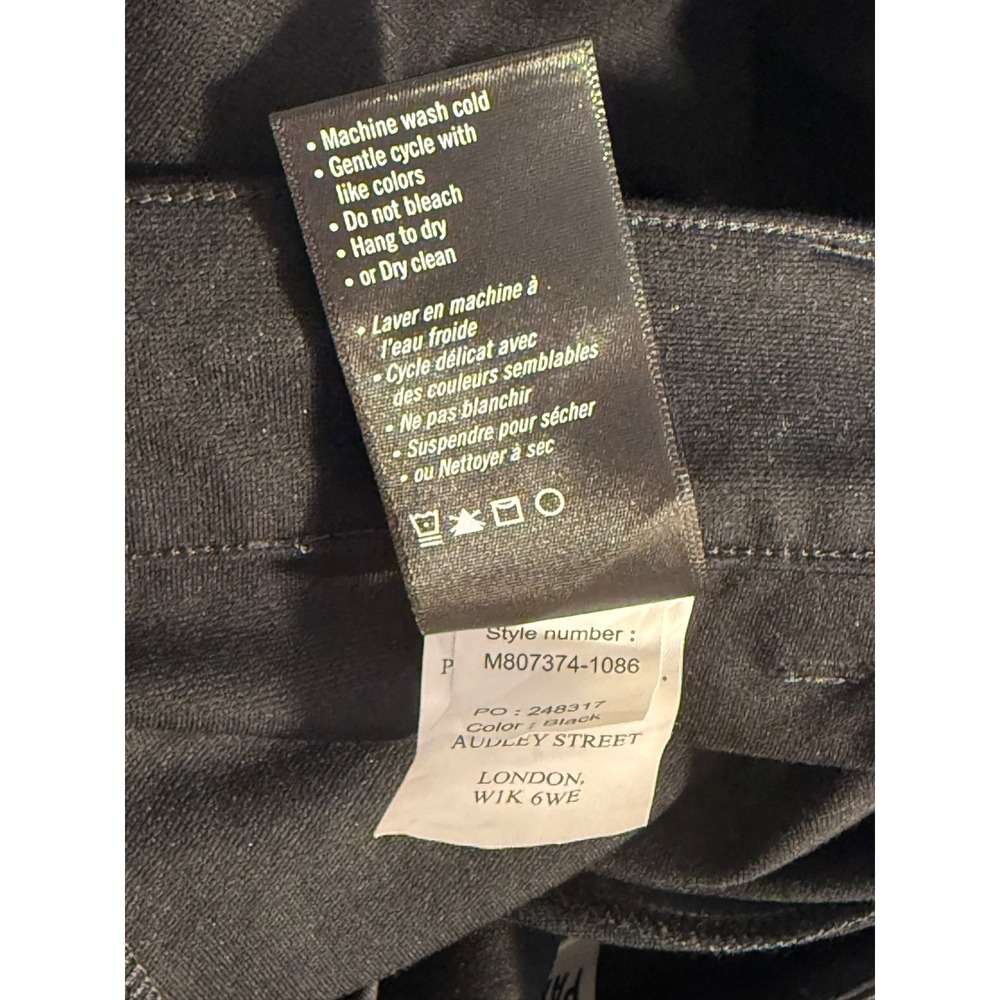 • Machine wash cold
• Gentle cycle with
like colors
• Do not bleach
• Hang to dry
• or Dry clean
• Laver en machine à
l'eau froide
• Cycle délicat avec
des couleurs semblables
• Ne pas blanchir
• Suspendre pour sécher
• ou Nettoyer à sec
Style number :
P M807374-1086
PO : 248317
Color : Black
AUDLEY STREET
LONDON,
W1K 6WE